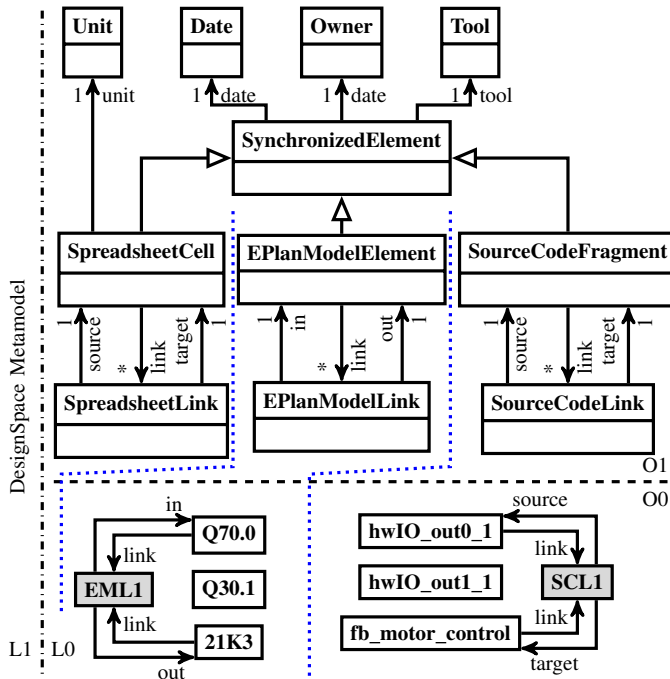 Unit
Date
Owner
Tool
1 unit
1 date
1 date
1 tool
SynchronizedElement
SpreadsheetCell
EPlanModelElement
SourceCodeFragment
1
source
*
link
target
1
1
in
*
link
out
1
1
source
*
link
target
1
SpreadsheetLink
EPlanModelLink
SourceCodeLink
DesignSpace Metamodel
O1
O0
in
Q70.0
link
EML1
Q30.1
link
21K3
out
source
hwIO_out0_1
link
hwIO_out1_1
SCL1
link
fb_motor_control
target
L1
L0